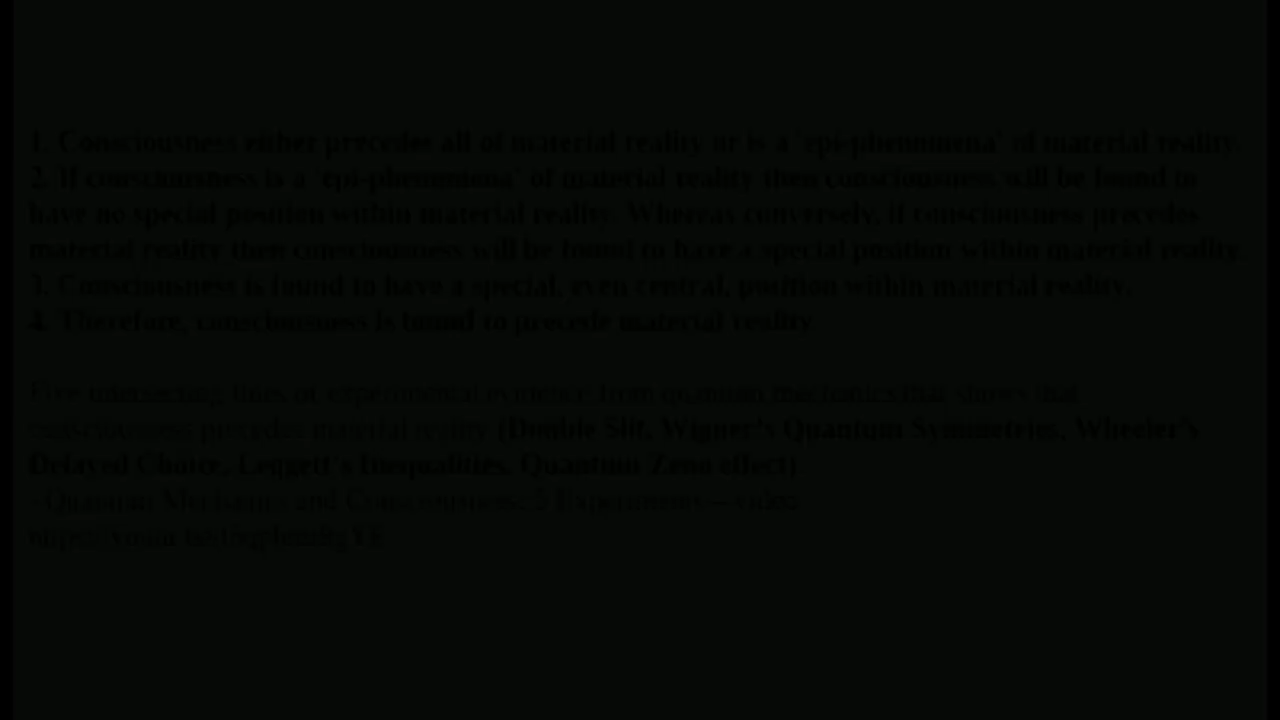 1. Consciousness either precedes all of material reality or is a 'epi-phenomena' of material reality.
2. If consciousness is a 'epi-phenomena' of material reality then consciousness will be found to
have no special position within material reality. Whereas conversely, if consciousness precedes
material reality then consciousness will be found to have a special position within material reality.
3. Consciousness is found to have a special, even central, position within material reality.
4. Therefore, consciousness is found to precede material reality.
intersecting lines of experimental evidence from quantum mechanics that shows that
consciousness precedes material reality (Double Slit, Wigner's Quantum Symmetries, Wheeler's
Delayed Choice, Leggett's Inequalities, Quantum Zeno effect)
- Quantum Mechanics and Consciousness: 5 Experiments – video